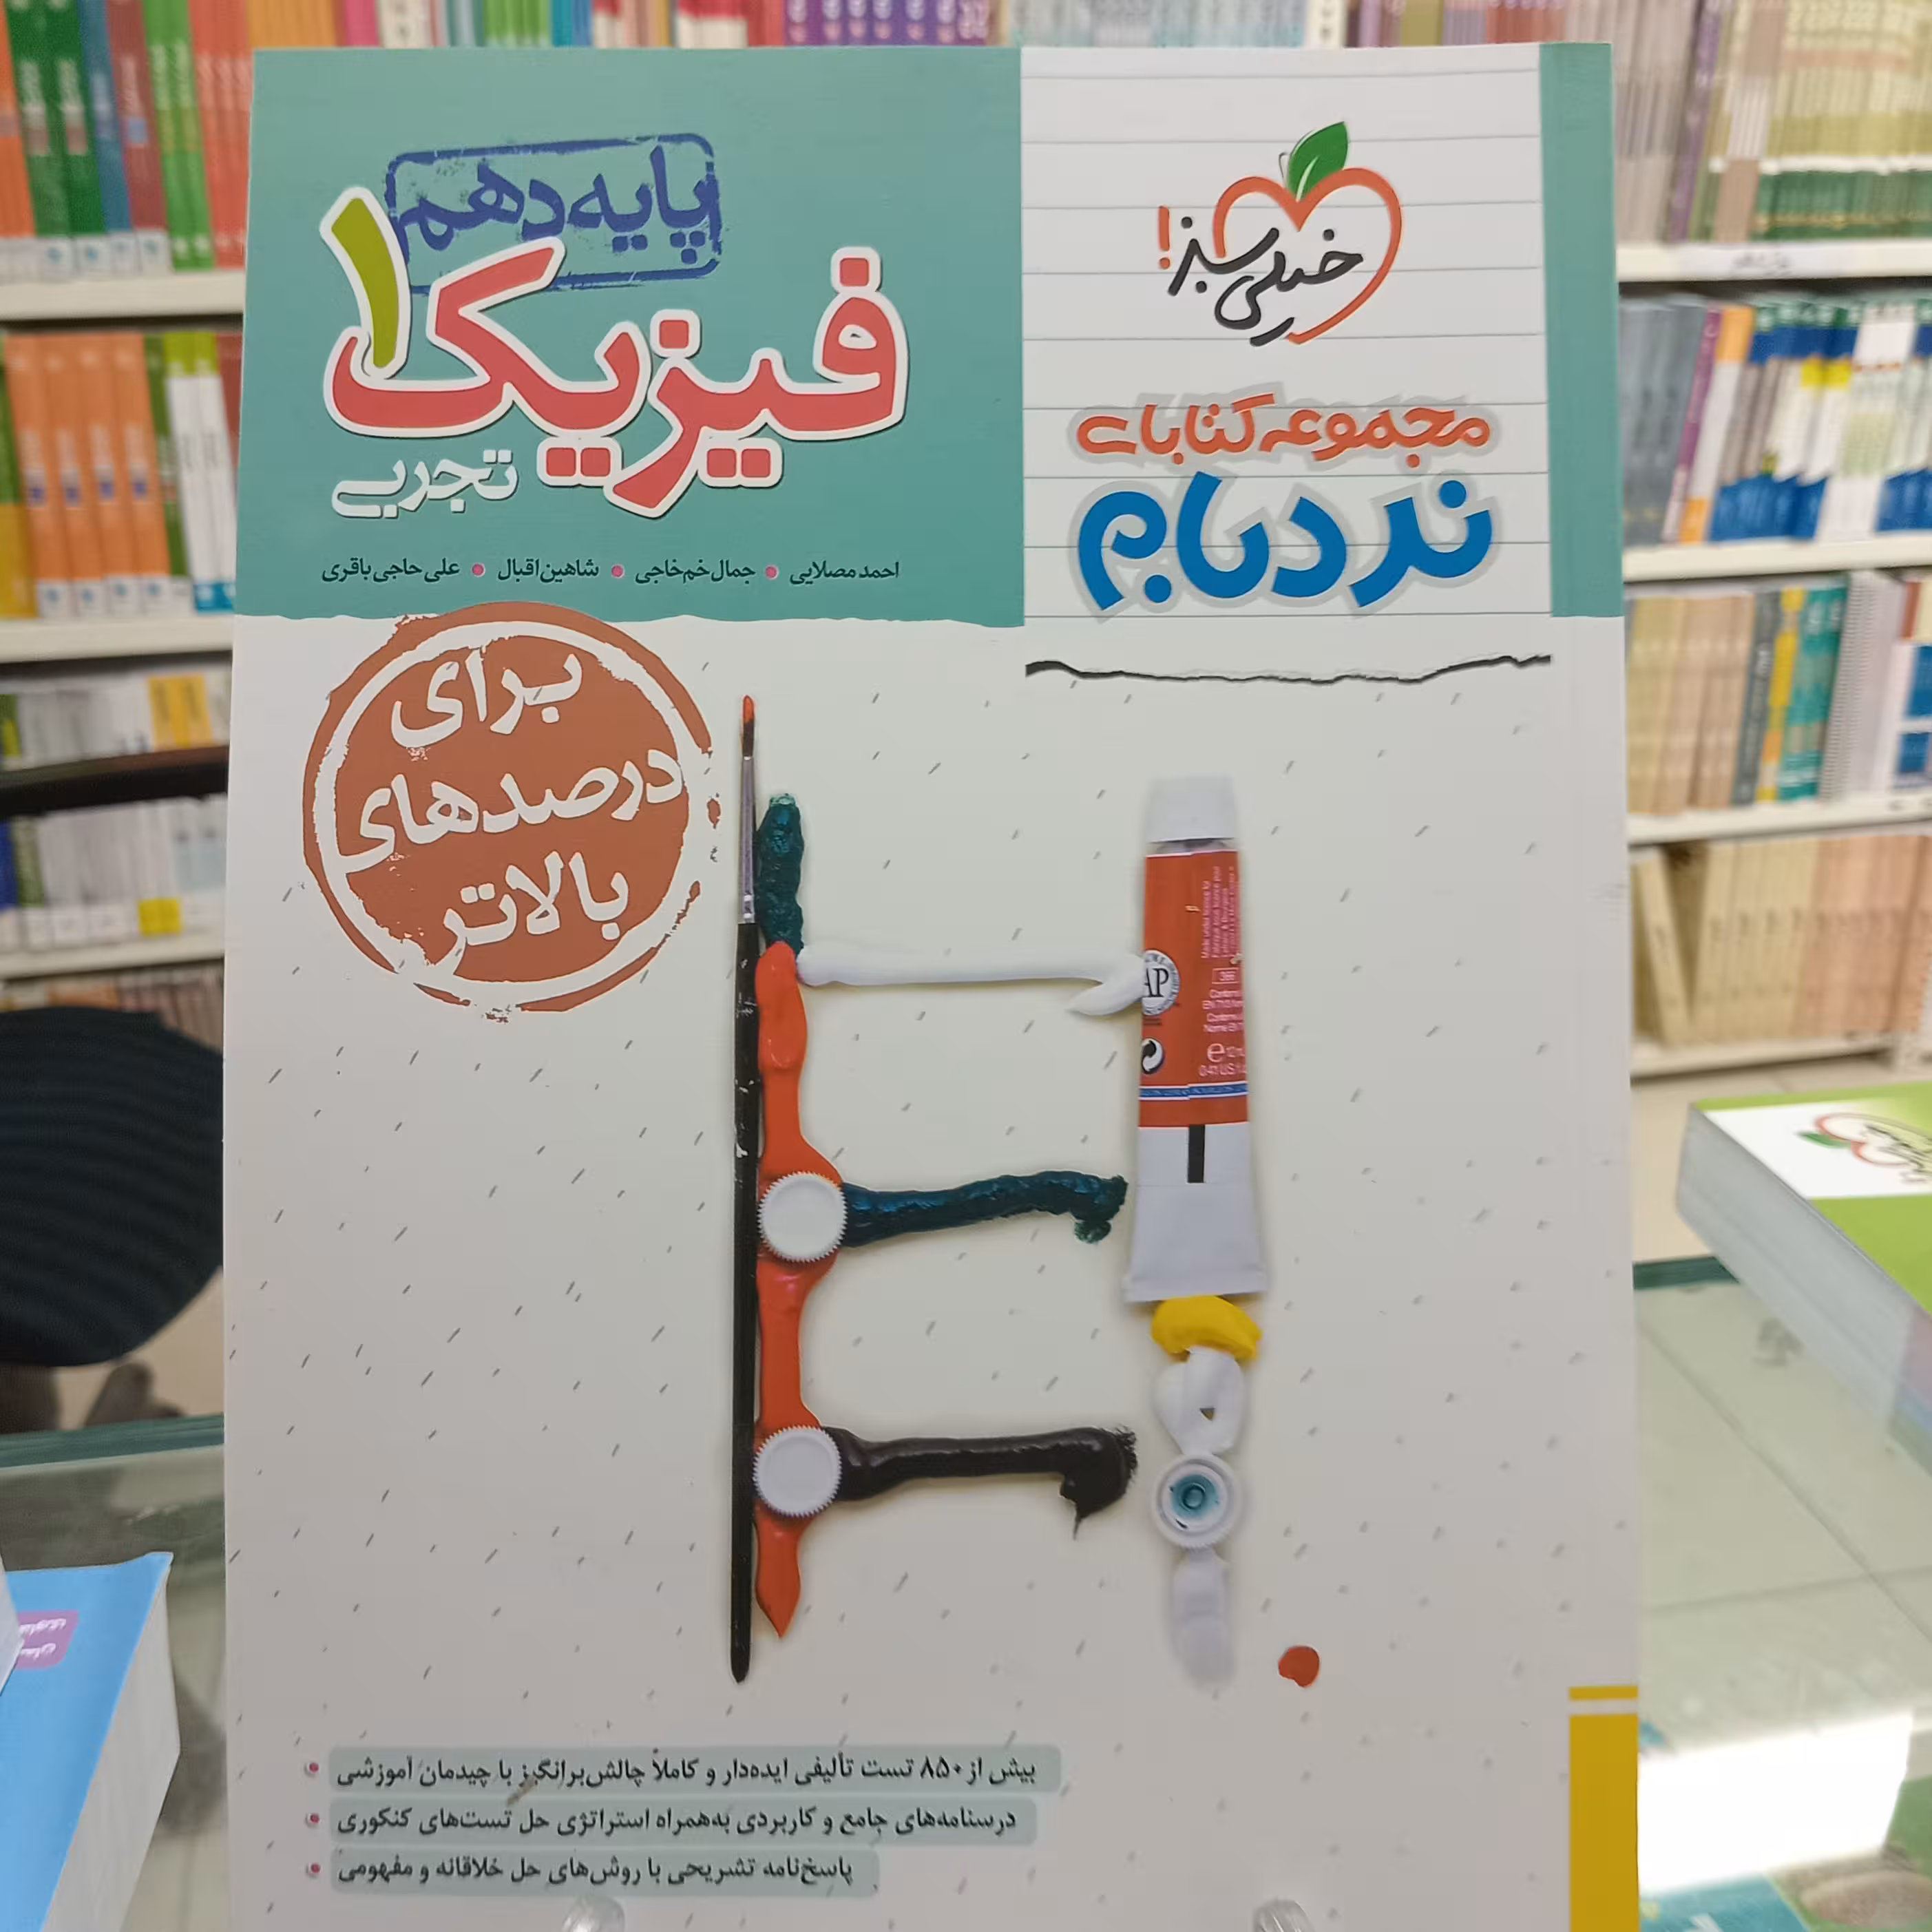 خیلی سبز!
مجموعه کتابای
نردبام
پایه دهم
فیزیک ۱
تجربی
احمد مصلایی • جمال خم‌خاجی • شاهین اقبال • علی حاجی‌باقری
برای
درصدهای
بالاتر
AP
بیش از ۸۵۰ تست تألیفی ایده‌دار و کاملاً چالش‌برانگیز با چیدمان آموزشی
درسنامه‌های جامع و کاربردی به‌همراه استراتژی حل تست‌های کنکوری
پاسخ‌نامه تشریحی با روش‌های حل خلاقانه و مفهومی